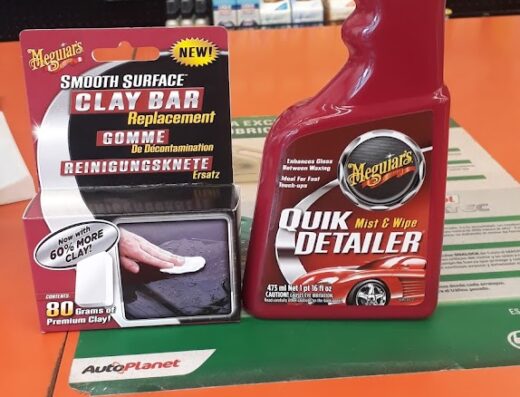 Meguiar's
NEW!
SMOOTH SURFACE™
CLAY BAR
Replacement
GOMME
De Décontamination
REINIGUNGSKNETE
Ersatz
Now with
60% MORE
CLAY!
CONTENTS:
80 Grams of
Premium Clay!
Enhances Gloss
Between Waxing
Ideal For Fast
Touch-ups
Meguiar's
QUIK
Mist & Wipe
DETAILER
473 ml Net 1 pt 16 fl oz
CAUTION!
AutoPlanet